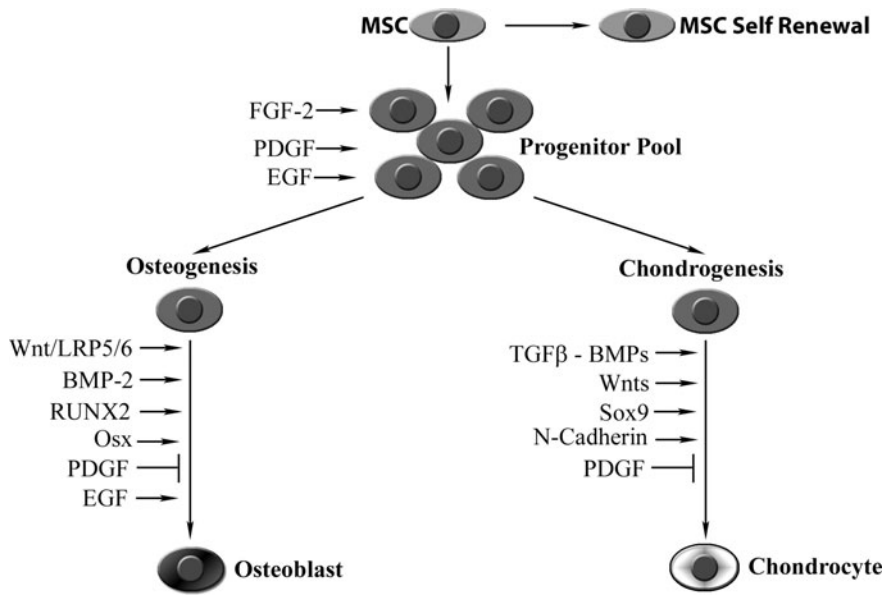 MSC
MSC Self Renewal
FGF-2
PDGF
EGF
Progenitor Pool
Osteogenesis
Wnt/LRP5/6
BMP-2
RUNX2
Osx
PDGF
EGF
Osteoblast
Chondrogenesis
TGFβ - BMPs
Wnts
Sox9
N-Cadherin
PDGF
Chondrocyte